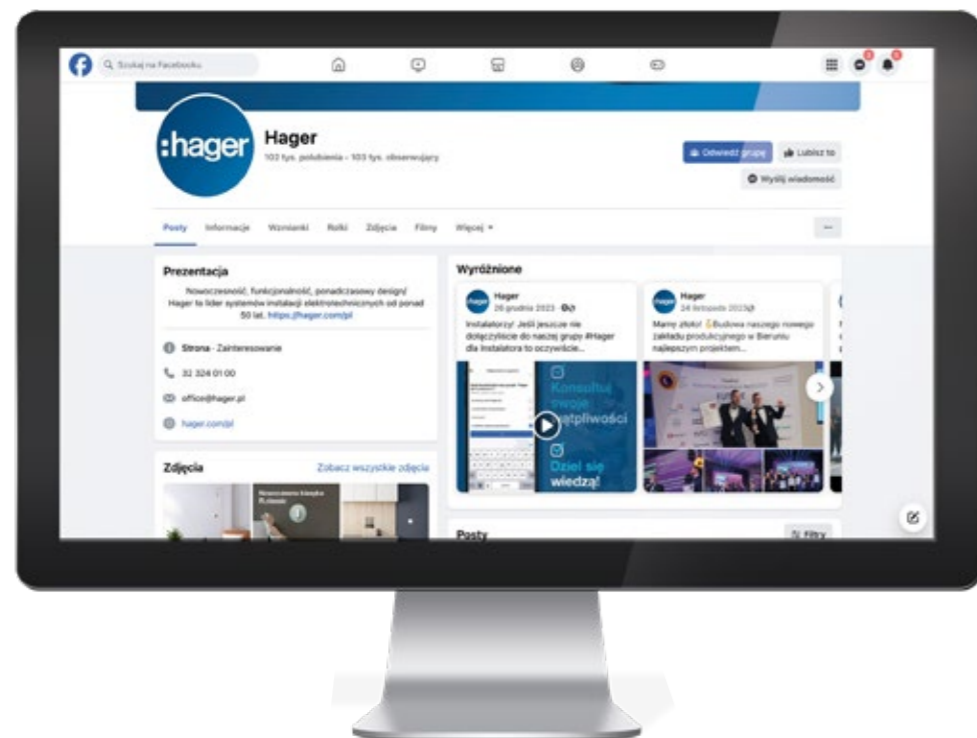 Szukaj na Facebooku
:hager
Hager
103 tys. polubienia • 103 tys. obserwujący
Odwiedź grupę
Lubisz to
Wyślij wiadomość
Posty Informacje Wzmianki Rolki Zdjęcia Filmy Więcej
Prezentacja
Nowoczesność, funkcjonalność, ponadczasowy design!
Hager to lider systemów instalacji elektrotechnicznych od ponad
50 lat. https://hager.com/pl
Strona · Zainteresowanie
32 324 01 00
office@hager.pl
hager.com/pl
Zdjęcia Zobacz wszystkie zdjęcia
Nowoczesna klasyka
Wyróżnione
hager
Hager
26 grudnia 2023
Instalatorzy! Jeśli jeszcze nie
dołączyliście do naszej grupy #Hager
dla Instalatora to oczywiście...
Konsultuj
swoje
wątpliwości
Dziel się
wiedzą!
hager
Hager
24 listopada 2023
Mamy złoto! Budowa naszego nowego
zakładu produkcyjnego w Bieruniu
najlepszym projektem...
Posty
Filtry